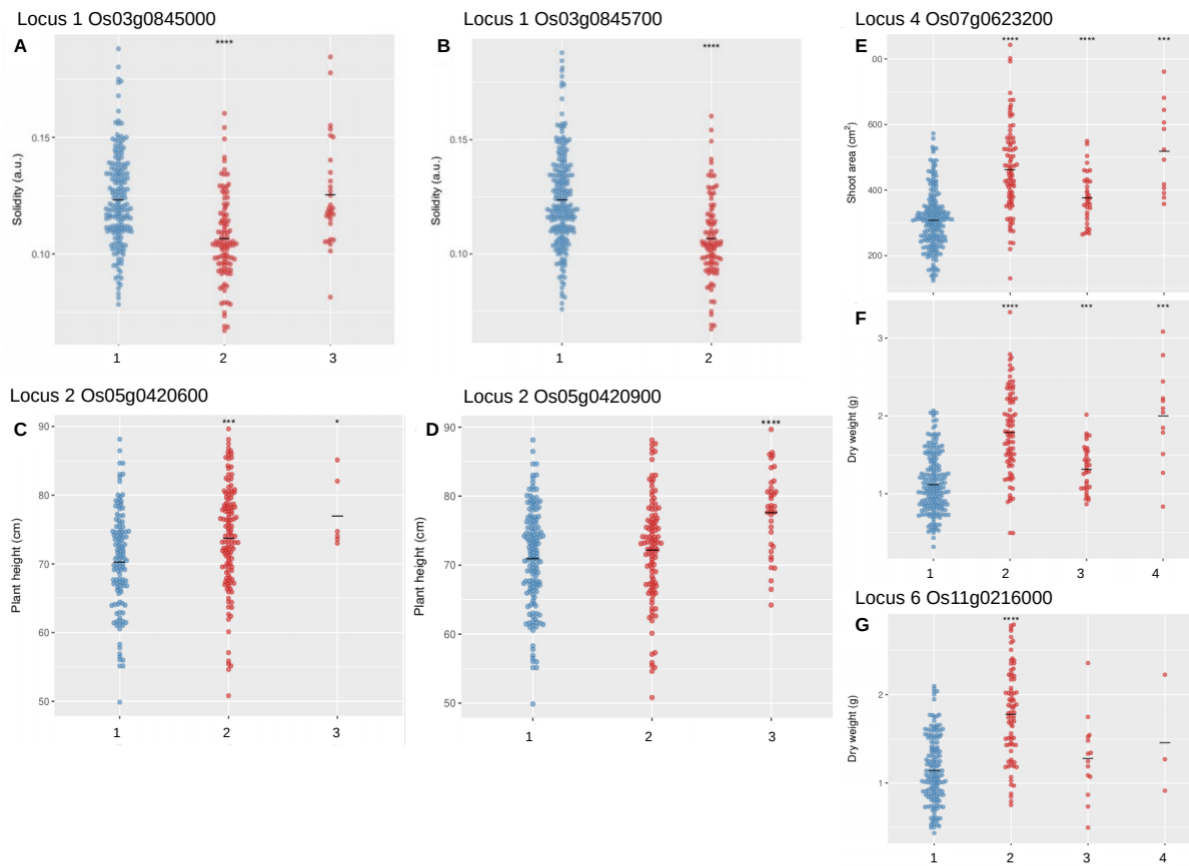 Locus 1 Os03g0845000
A
****
0.15
0.10
Solidity (a.u.)
1 2 3
Locus 1 Os03g0845700
B
****
0.15
0.10
Solidity (a.u.)
1 2
Locus 4 Os07g0623200
E
**** **** ***
00
600
400
200
Shoot area (cm²)
F
**** *** ***
3
2
1
Dry weight (g)
1 2 3 4
Locus 2 Os05g0420600
C
*** *
90
80
70
60
50
Plant height (cm)
1 2 3
Locus 2 Os05g0420900
D
****
90
80
70
60
50
Plant height (cm)
1 2 3
Locus 6 Os11g0216000
G
****
2
1
Dry weight (g)
1 2 3 4